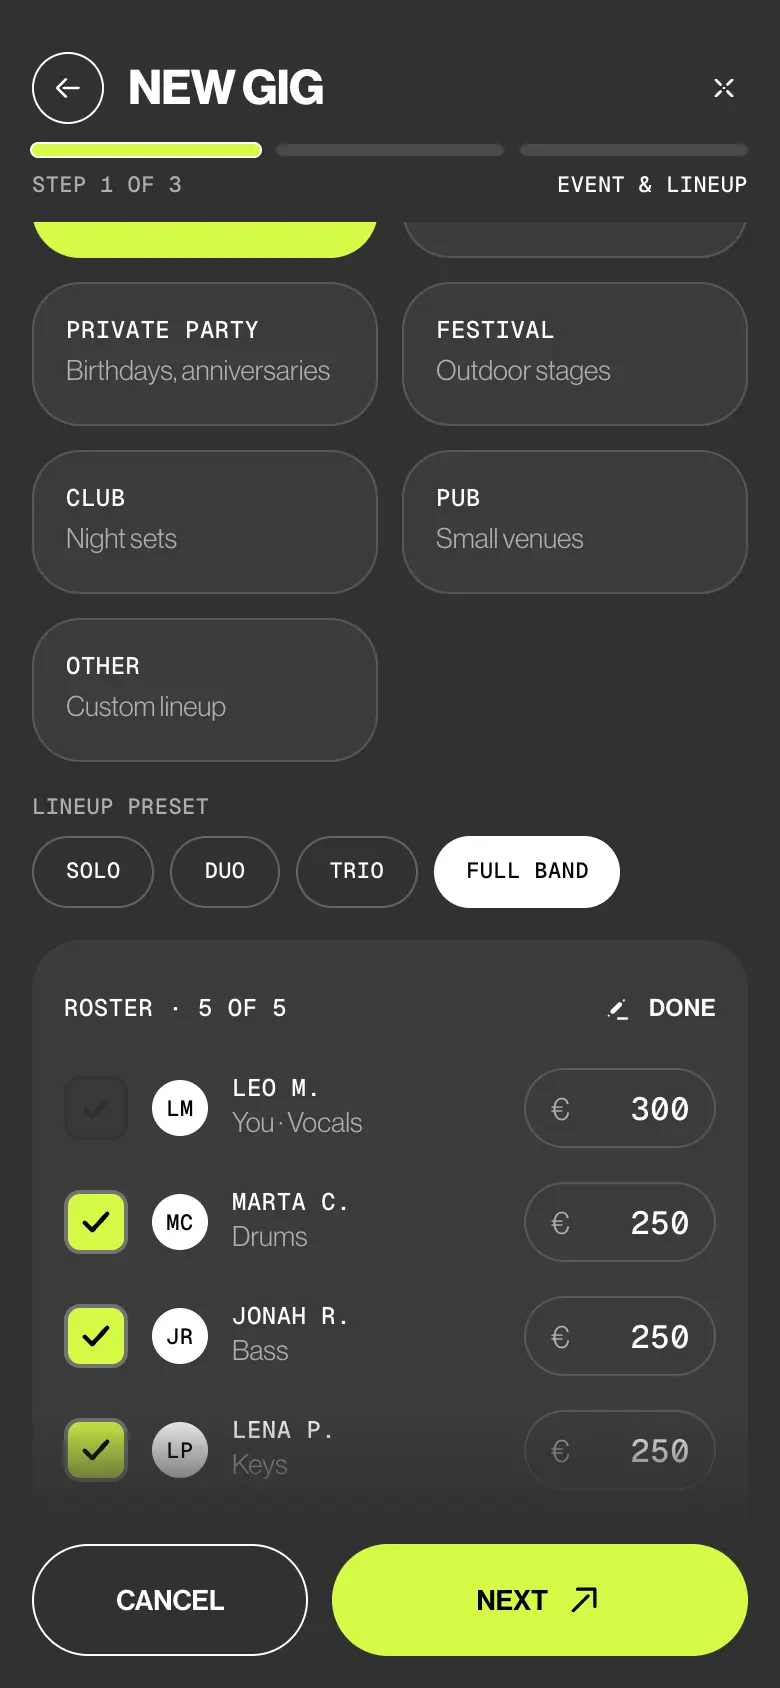 NEW GIG
STEP 1 OF 3
EVENT & LINEUP
PRIVATE PARTY
Birthdays, anniversaries
FESTIVAL
Outdoor stages
CLUB
Night sets
PUB
Small venues
OTHER
Custom lineup
LINEUP PRESET
SOLO
DUO
TRIO
FULL BAND
ROSTER · 5 OF 5
DONE
LM
LEO M.
You · Vocals
€ 300
MC
MARTA C.
Drums
€ 250
JR
JONAH R.
Bass
€ 250
LP
LENA P.
Keys
€ 250
CANCEL
NEXT